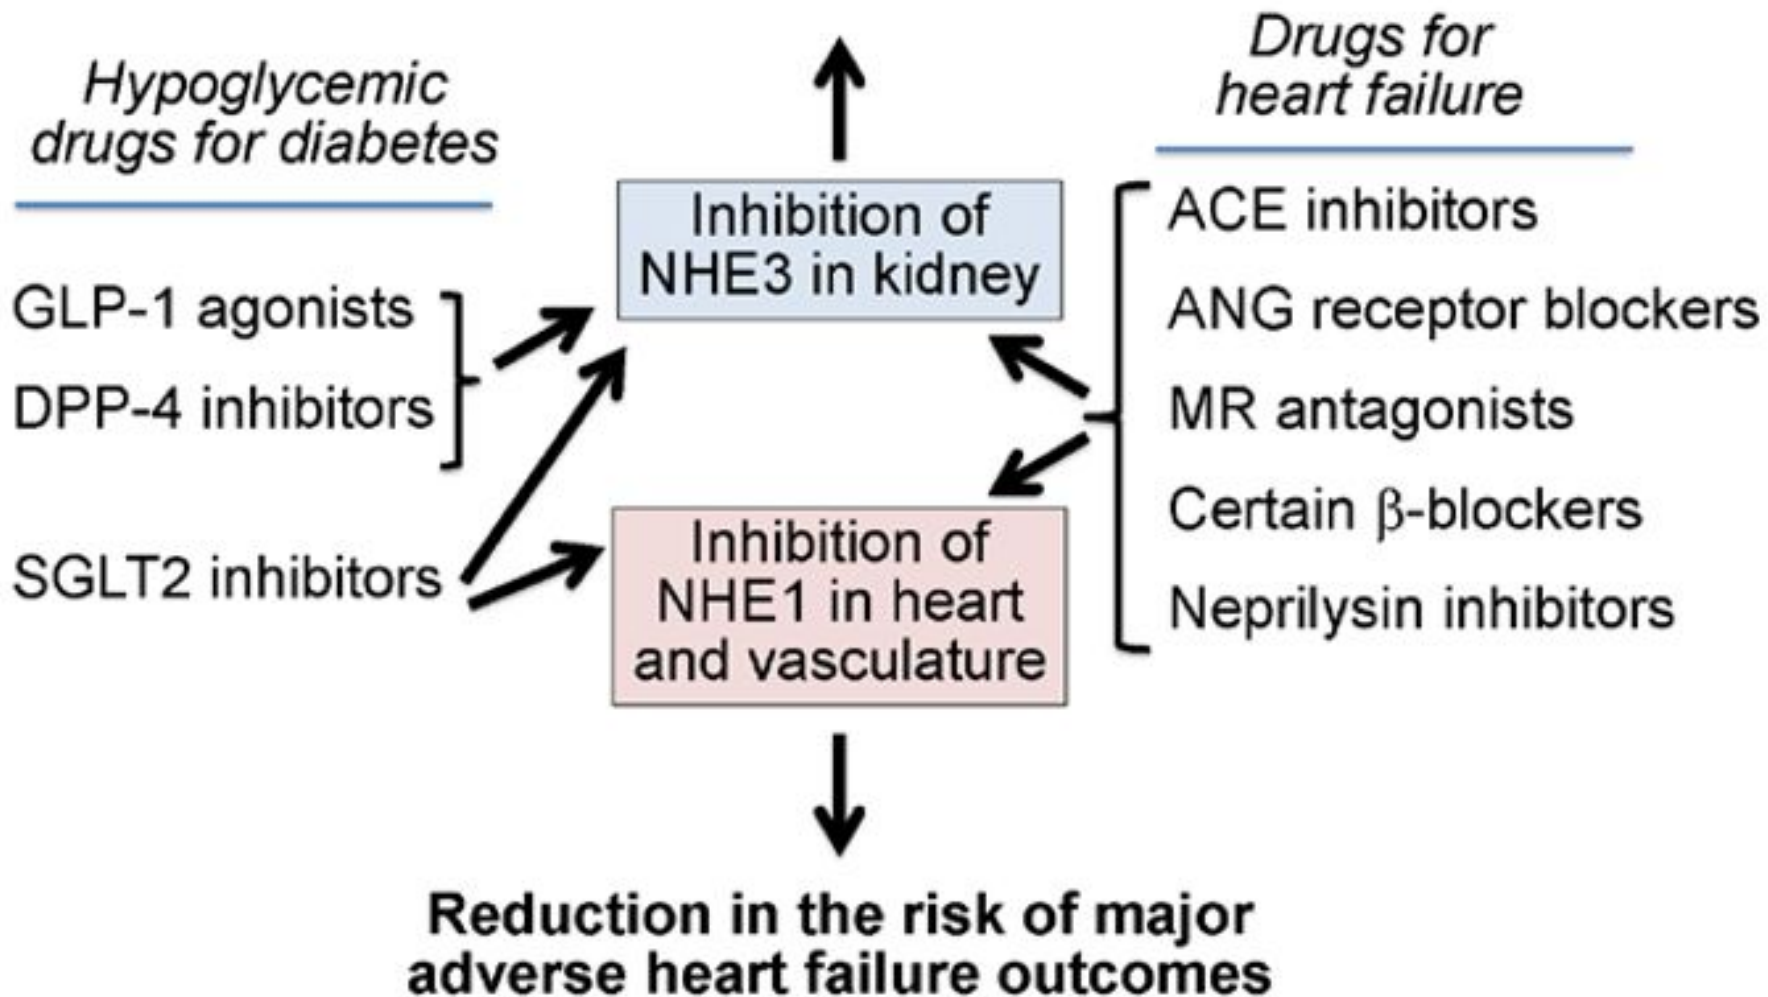 Hypoglycemic
drugs for diabetes
GLP-1 agonists
DPP-4 inhibitors
SGLT2 inhibitors
Inhibition of
NHE3 in kidney
Inhibition of
NHE1 in heart
and vasculature
Drugs for
heart failure
ACE inhibitors
ANG receptor blockers
MR antagonists
Certain β-blockers
Neprilysin inhibitors
Reduction in the risk of major
adverse heart failure outcomes